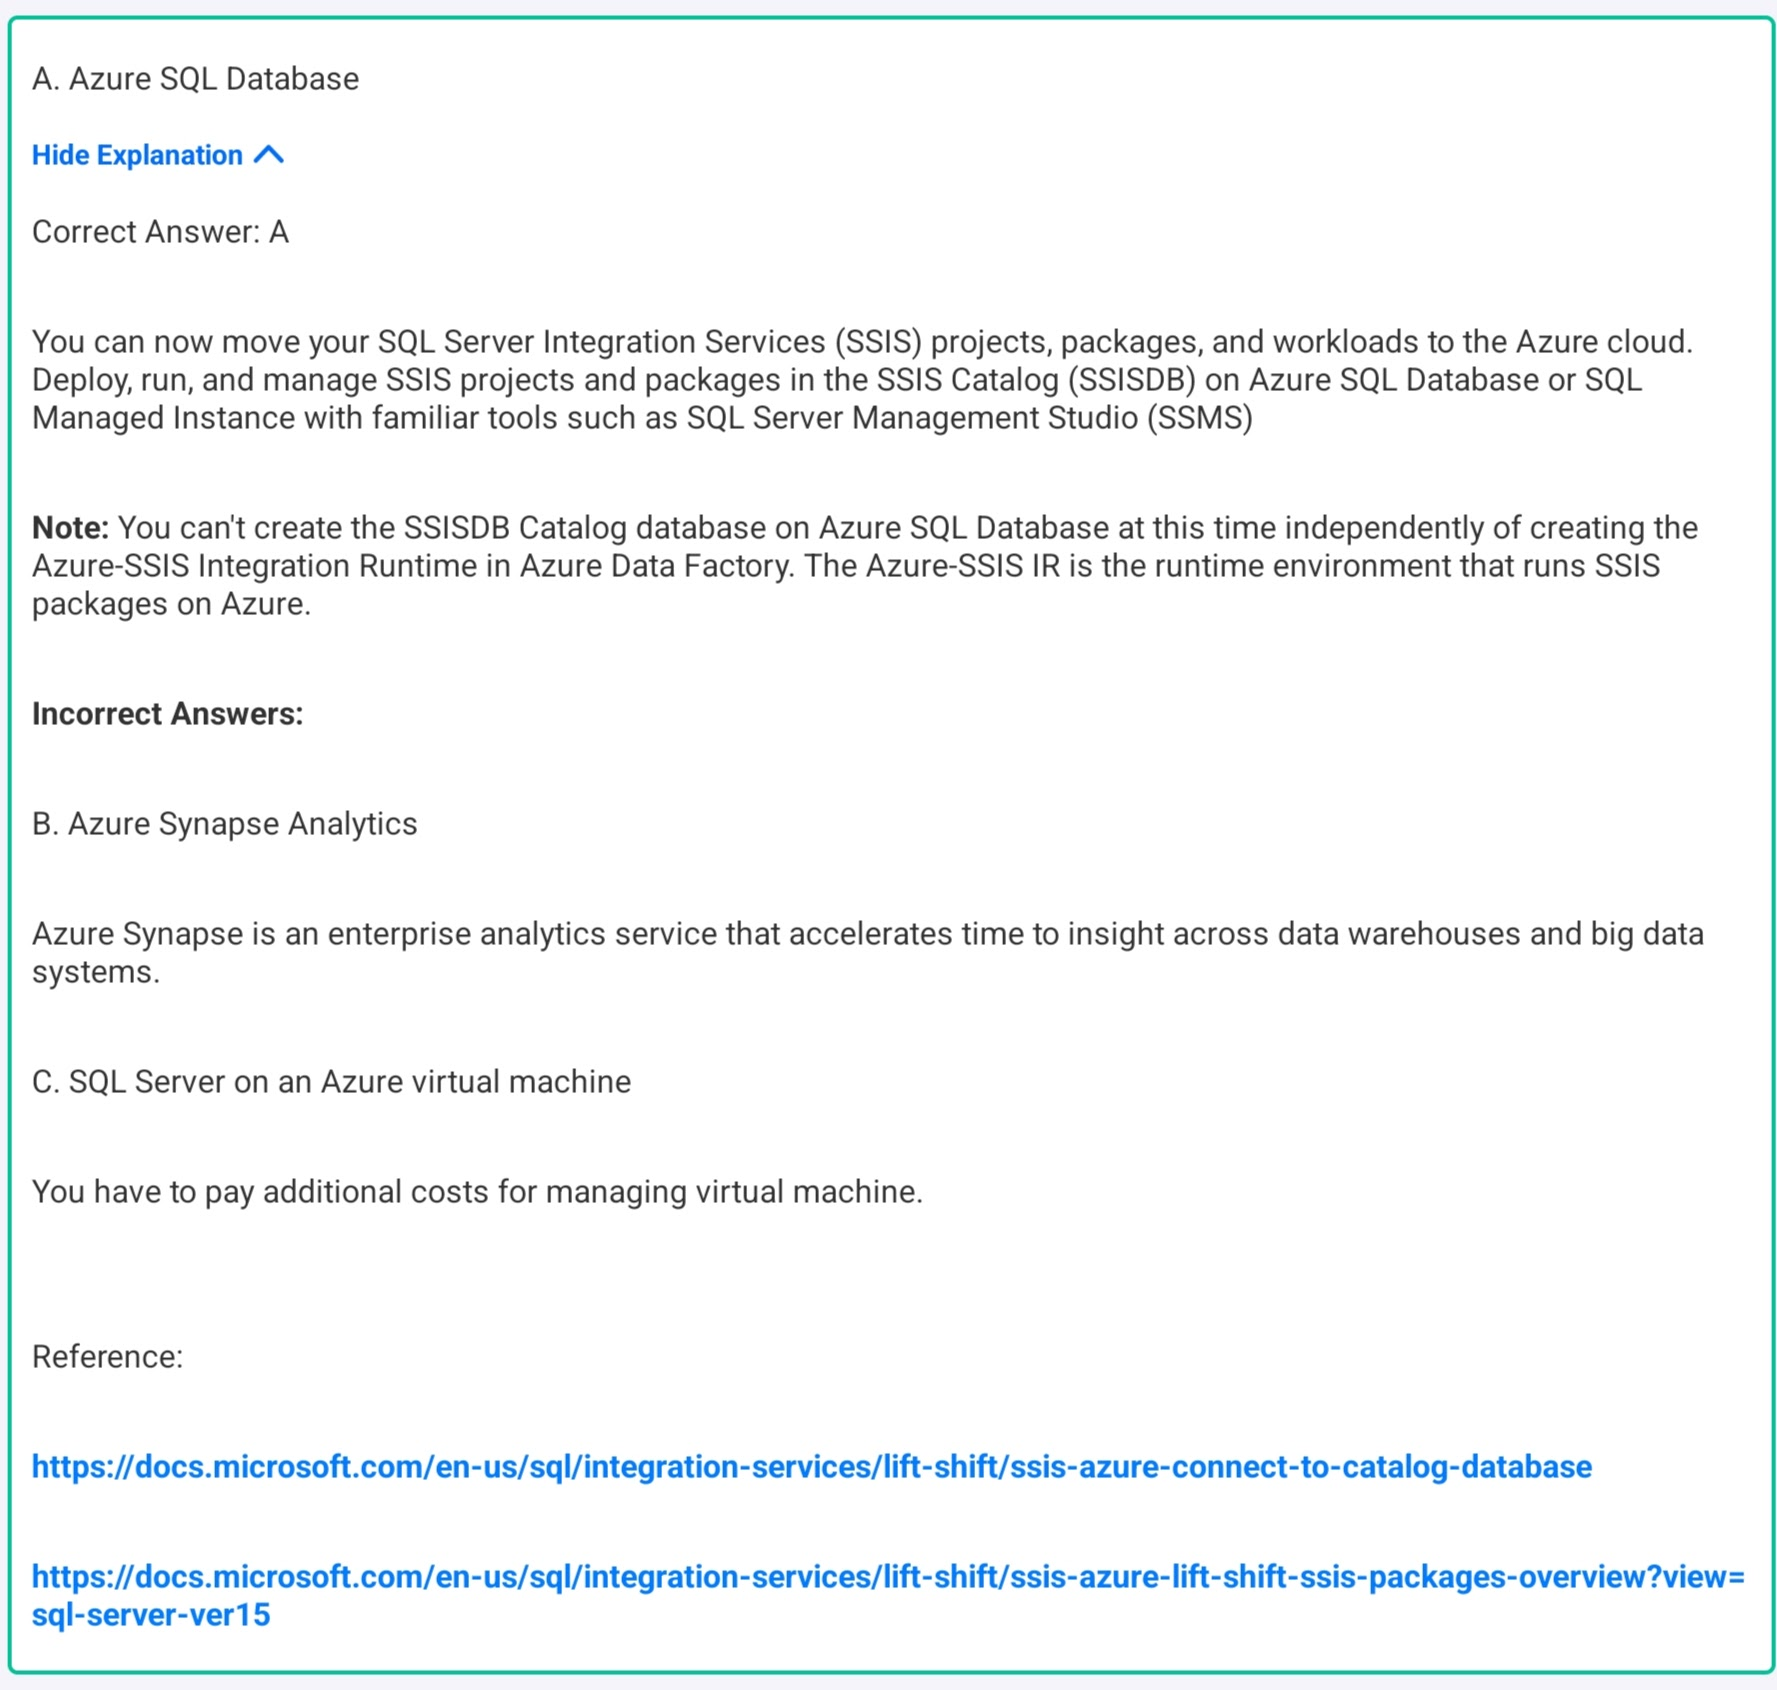 A. Azure SQL Database
Hide Explanation
Correct Answer: A
You can now move your SQL Server Integration Services (SSIS) projects, packages, and workloads to the Azure cloud.
Deploy, run, and manage SSIS projects and packages in the SSIS Catalog (SSISDB) on Azure SQL Database or SQL
Managed Instance with familiar tools such as SQL Server Management Studio (SSMS)
Note: You can't create the SSISDB Catalog database on Azure SQL Database at this time independently of creating the
Azure-SSIS Integration Runtime in Azure Data Factory. The Azure-SSIS IR is the runtime environment that runs SSIS
packages on Azure.
Incorrect Answers:
B. Azure Synapse Analytics
Azure Synapse is an enterprise analytics service that accelerates time to insight across data warehouses and big data
systems.
C. SQL Server on an Azure virtual machine
You have to pay additional costs for managing virtual machine.
Reference:
https://docs.microsoft.com/en-us/sql/integration-services/lift-shift/ssis-azure-connect-to-catalog-database
https://docs.microsoft.com/en-us/sql/integration-services/lift-shift/ssis-azure-lift-shift-ssis-packages-overview?view=
sql-server-ver15